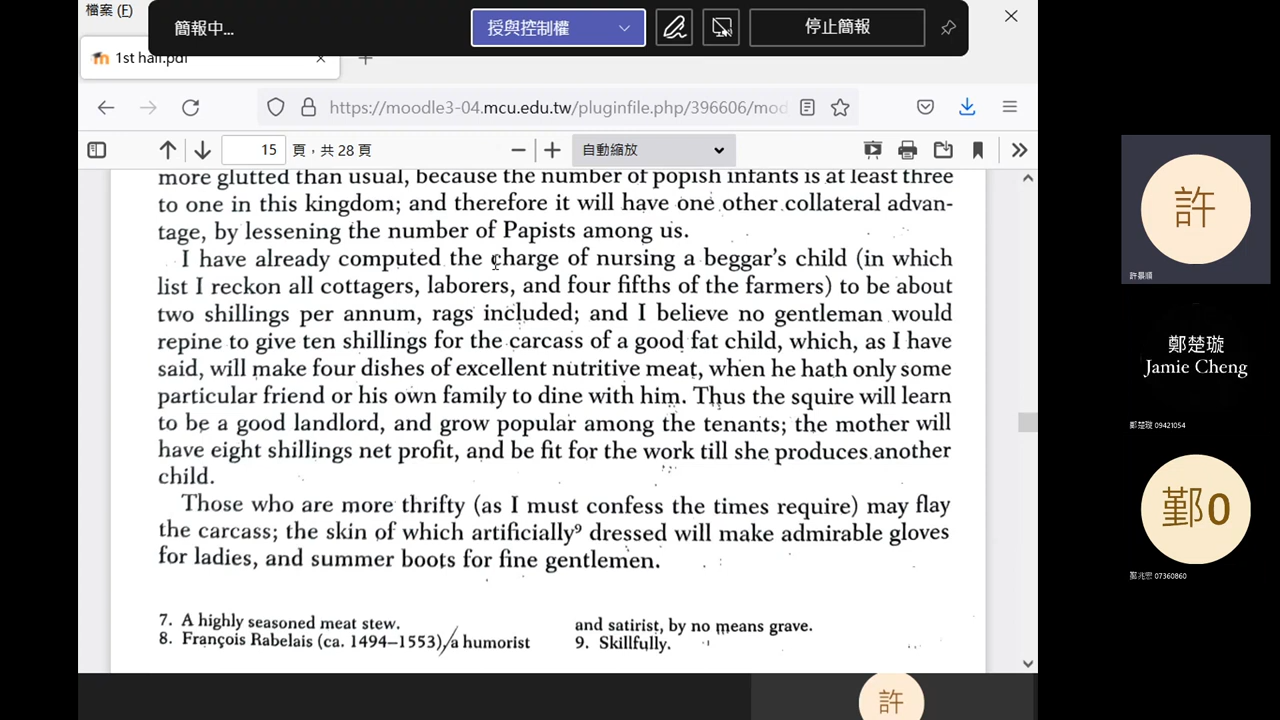 檔案 (F)
簡報中...
授與控制權
停止簡報
1st half.pdf
https://moodle3-04.mcu.edu.tw/pluginfile.php/396606/mod
15 頁，共 28 頁
自動縮放
more glutted than usual, because the number of popish infants is at least three
to one in this kingdom; and therefore it will have one other collateral advan-
tage, by lessening the number of Papists among us.
I have already computed the charge of nursing a beggar's child (in which
list I reckon all cottagers, laborers, and four fifths of the farmers) to be about
two shillings per annum, rags included; and I believe no gentleman would
repine to give ten shillings for the carcass of a good fat child, which, as I have
said, will make four dishes of excellent nutritive meat, when he hath only some
particular friend or his own family to dine with him. Thus the squire will learn
to be a good landlord, and grow popular among the tenants; the mother will
have eight shillings net profit, and be fit for the work till she produces another
child.
Those who are more thrifty (as I must confess the times require) may flay
the carcass; the skin of which artificially⁹ dressed will make admirable gloves
for ladies, and summer boots for fine gentlemen.
7. A highly seasoned meat stew.
8. François Rabelais (ca. 1494–1553), a humorist
and satirist, by no means grave.
9. Skillfully.
許
鄭楚璇
Jamie Cheng
鄭楚璇 09421054
鄞0
鄞兆宏 07360860
許